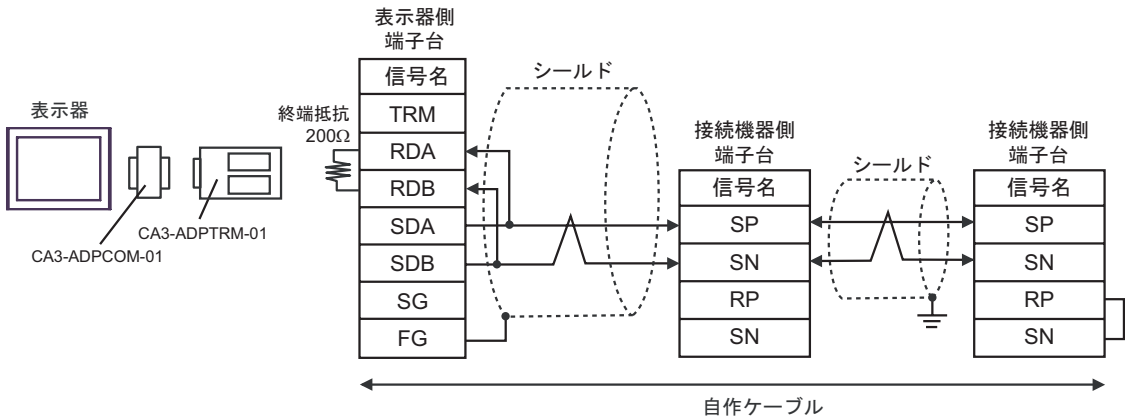 表示器
CA3-ADPCOM-01
CA3-ADPTRM-01
終端抵抗
200Ω
表示器側
端子台
信号名
TRM
RDA
RDB
SDA
SDB
SG
FG
シールド
接続機器側
端子台
信号名
SP
SN
RP
SN
シールド
接続機器側
端子台
信号名
SP
SN
RP
SN
自作ケーブル